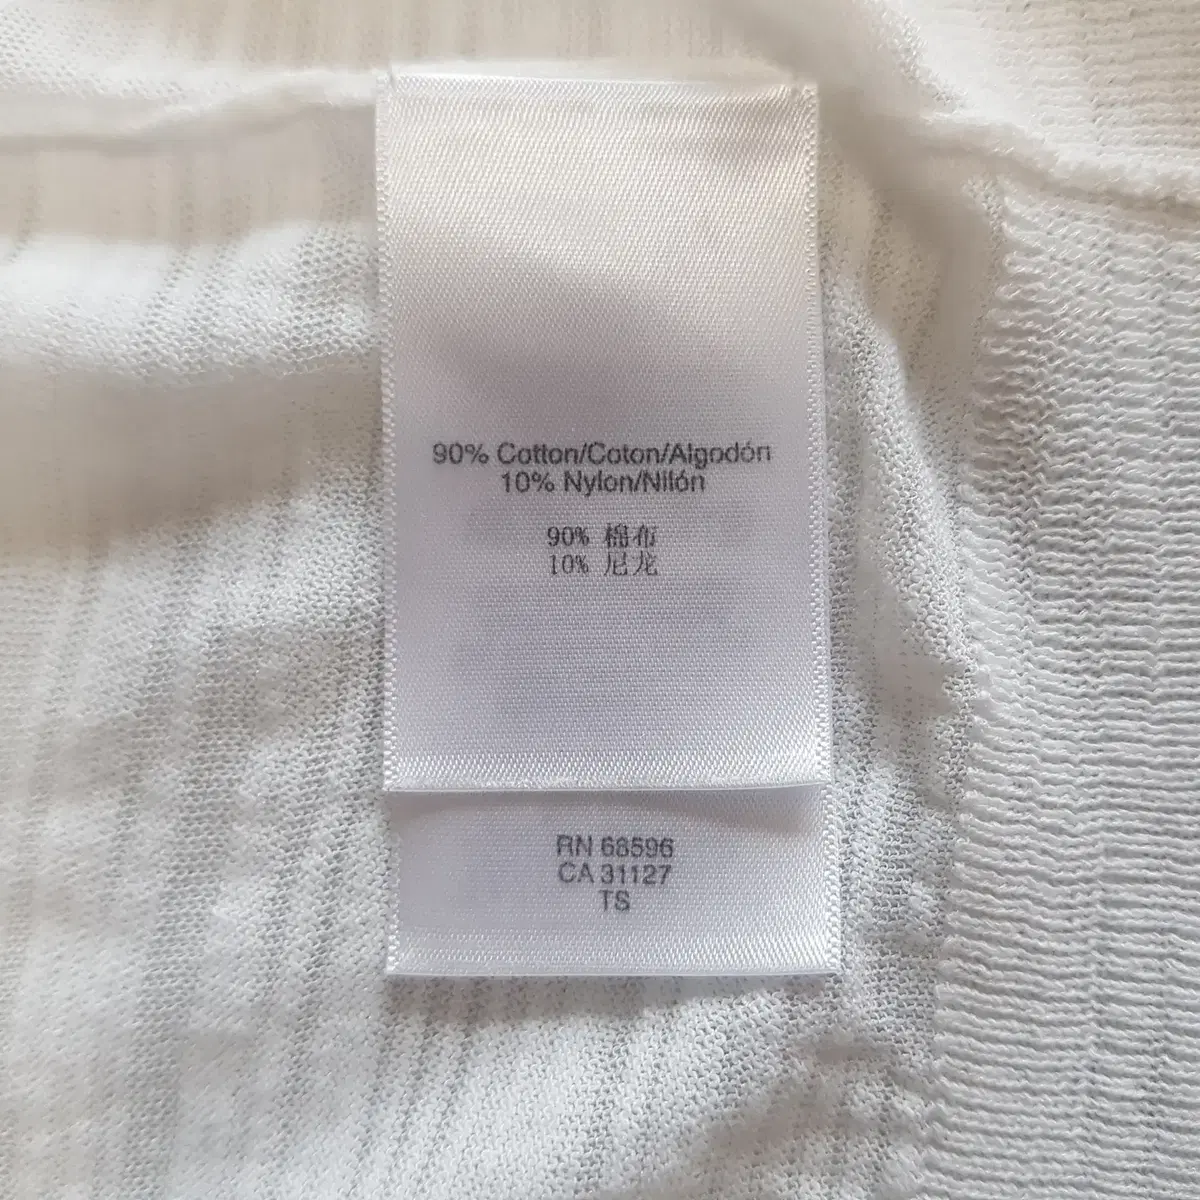 90% Cotton/Coton/Algodón
10% Nylon/Nilón
90% 棉布
10% 尼龙
RN 68596
CA 31127
TS